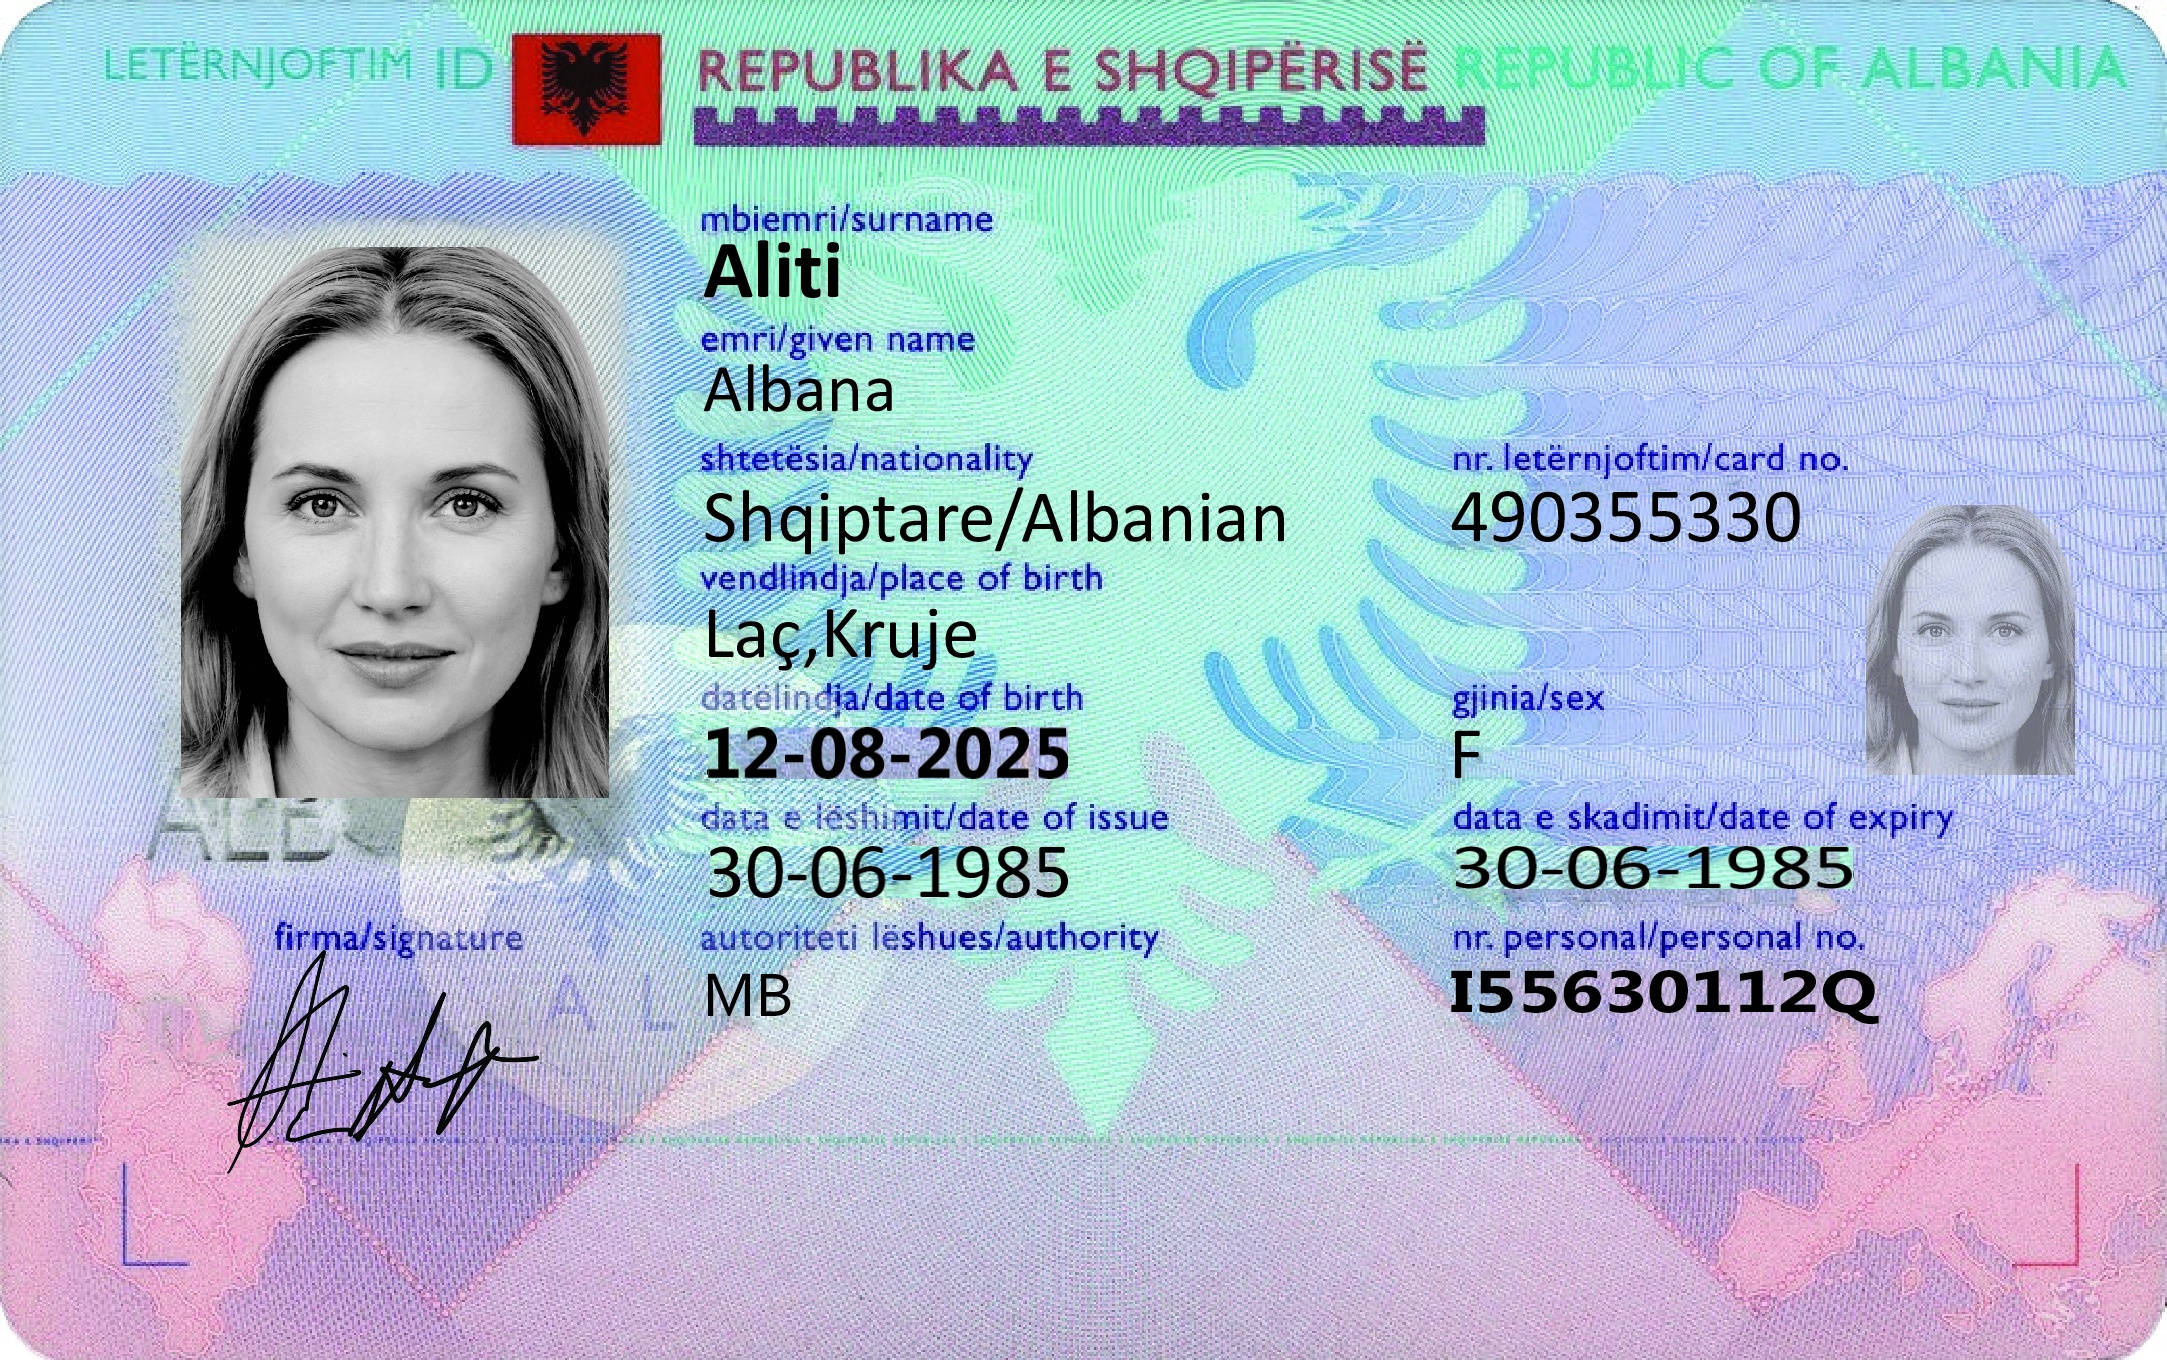 LETËRNJOFTIM ID REPUBLIKA E SHQIPËRISË REPUBLIC OF ALBANIA
mbiemri/surname
Aliti
emri/given name
Albana
shtetësia/nationality
Shqiptare/Albanian
nr. letërnjoftim/card no.
490355330
vendlindja/place of birth
Laç,Kruje
datëlindja/date of birth
12-08-2025
gjinia/sex
F
data e lëshimit/date of issue
30-06-1985
data e skadimit/date of expiry
30-06-1985
firma/signature
autoriteti lëshues/authority
MB
nr. personal/personal no.
I55630112Q
ALB
A L